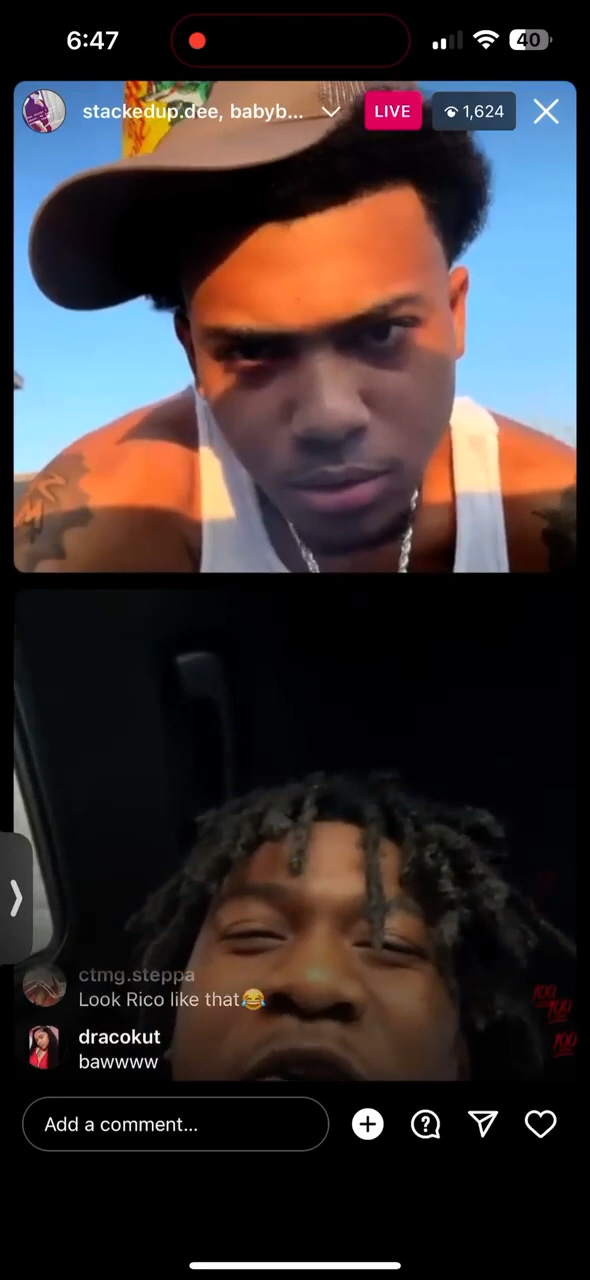 6:47
40
stackedup.dee, babyb...
LIVE
1,624
ctmg.steppa
Look Rico like that😂
dracokut
bawwww
💯
💯
💯
Add a comment...